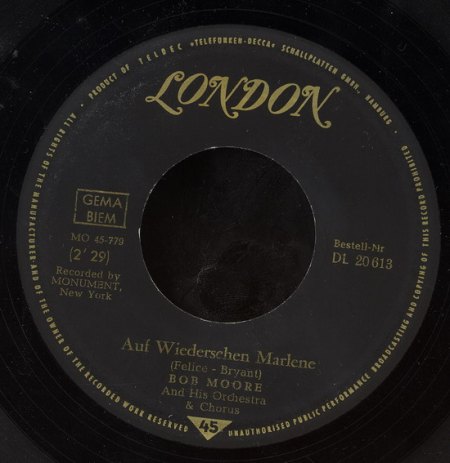 ALL RIGHTS OF THE MANUFACTURER AND OF THE OWNER OF THE RECORDED WORK RESERVED · PRODUCT OF TELDEC »TELEFUNKEN-DECCA« SCHALLPLATTEN GMBH. HAMBURG ·
UNAUTHORISED PUBLIC PERFORMANCE BROADCASTING AND COPYING OF THIS RECORD PROHIBITED
LONDON
GEMA
BIEM
MO 45-779
(2' 29)
Recorded by
MONUMENT,
New York
Bestell-Nr
DL 20 613
Auf Wiedersehen Marlene
(Felice - Bryant)
BOB MOORE
And His Orchestra
& Chorus
45